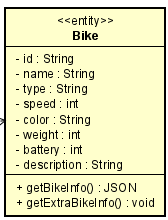 <<entity>>
Bike
- id : String
- name : String
- type : String
- speed : int
- color : String
- weight : int
- battery : int
- description : String
+ getBikeInfo() : JSON
+ getExtraBikeInfo() : void